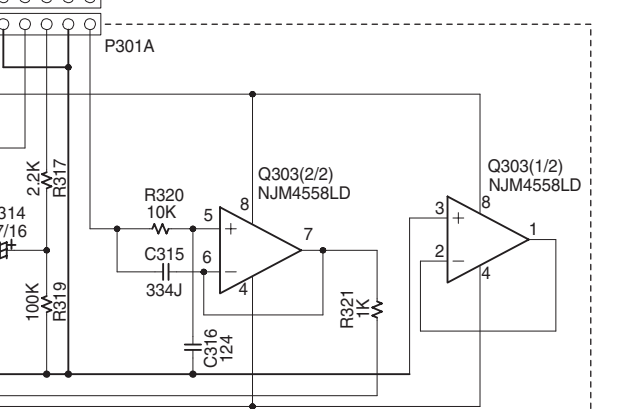 P301A
2.2K
R317
314
7/16
+
100K
R319
R320
10K
C315
334J
C316
124
Q303(2/2)
NJM4558LD
8
5
+
6
−
4
7
R321
1K
Q303(1/2)
NJM4558LD
3
+
8
2
−
4
1